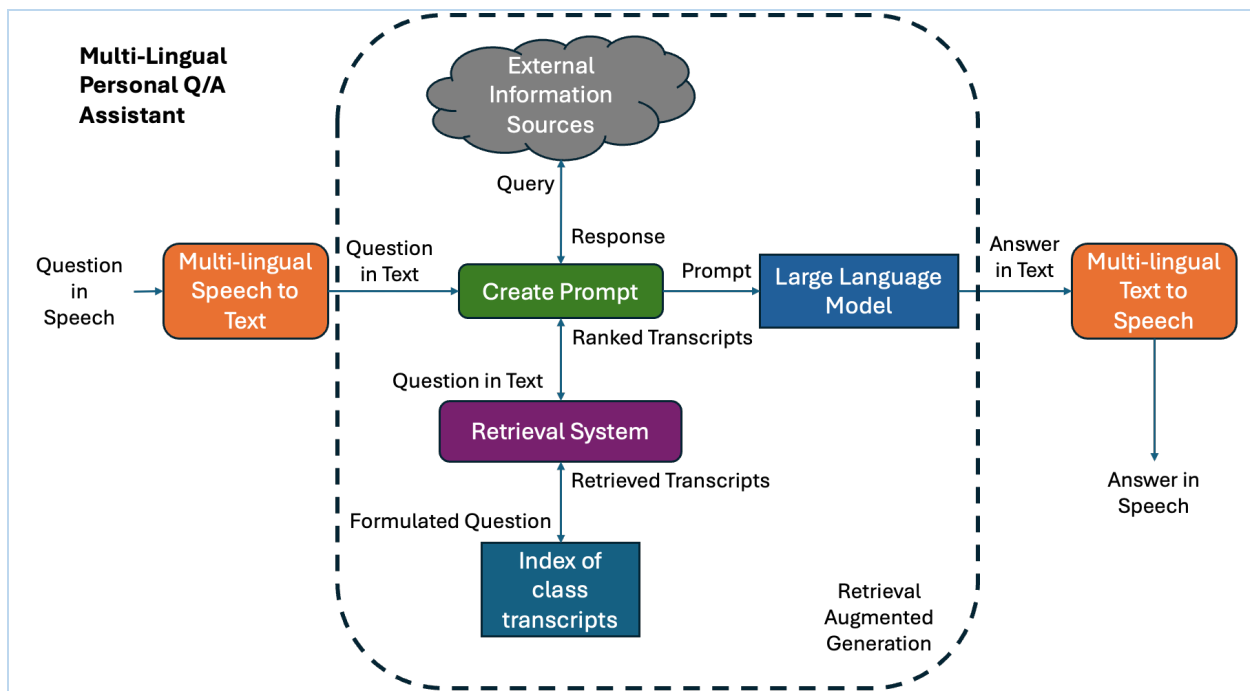 Multi-Lingual
Personal Q/A
Assistant
External
Information
Sources
Query
Response
Question
in
Speech
Multi-lingual
Speech to
Text
Question
in Text
Create Prompt
Prompt
Large Language
Model
Answer
in Text
Multi-lingual
Text to
Speech
Ranked Transcripts
Question in Text
Retrieval System
Retrieved Transcripts
Formulated Question
Index of
class
transcripts
Answer in
Speech
Retrieval
Augmented
Generation